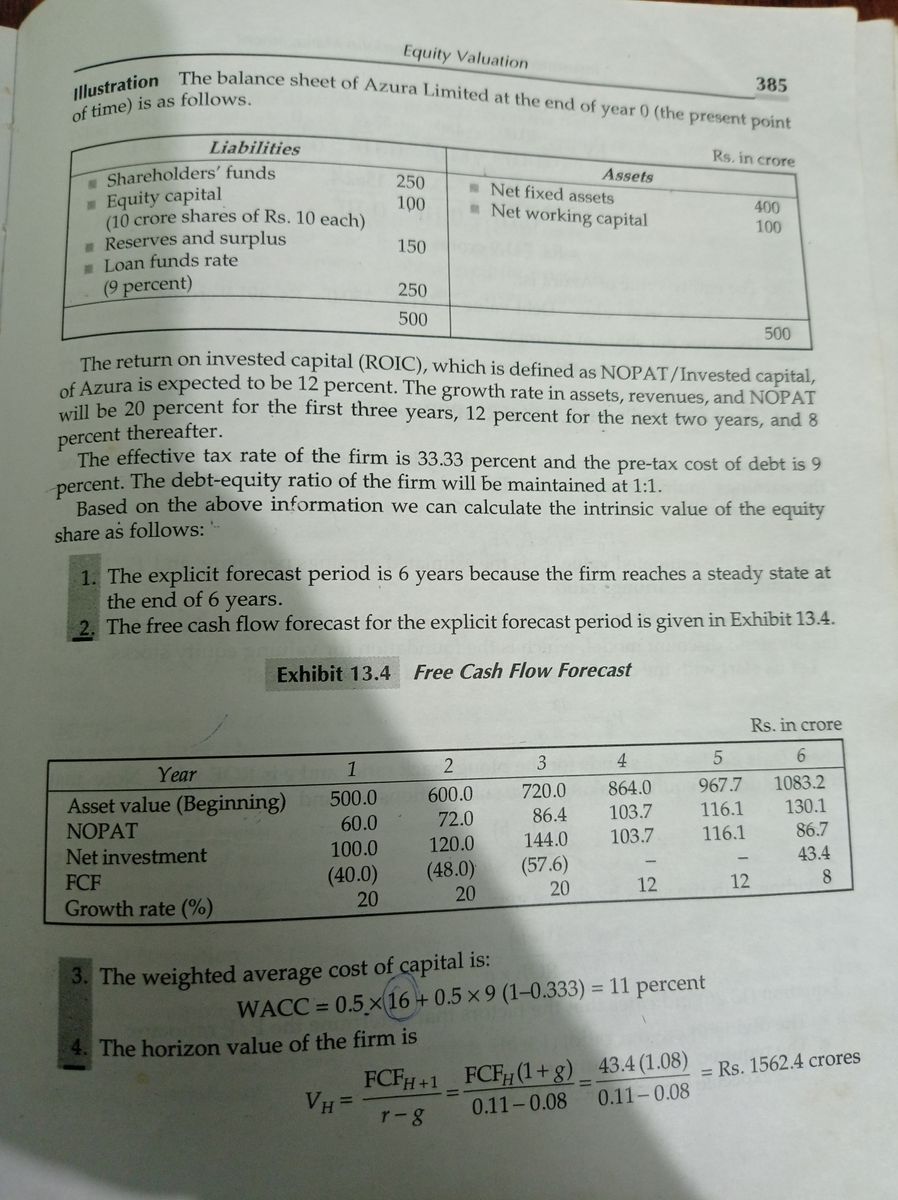 Equity Valuation
385
Illustration The balance sheet of Azura Limited at the end of year 0 (the present point
of time) is as follows.
Rs. in crore
Liabilities Assets
■ Shareholders' funds 250 ■ Net fixed assets 400
■ Equity capital 100 ■ Net working capital 100
(10 crore shares of Rs. 10 each)
■ Reserves and surplus 150
■ Loan funds rate
(9 percent) 250
500 500
The return on invested capital (ROIC), which is defined as NOPAT/Invested capital,
of Azura is expected to be 12 percent. The growth rate in assets, revenues, and NOPAT
will be 20 percent for the first three years, 12 percent for the next two years, and 8
percent thereafter.
The effective tax rate of the firm is 33.33 percent and the pre-tax cost of debt is 9
percent. The debt-equity ratio of the firm will be maintained at 1:1.
Based on the above information we can calculate the intrinsic value of the equity
share as follows:
1. The explicit forecast period is 6 years because the firm reaches a steady state at
the end of 6 years.
2. The free cash flow forecast for the explicit forecast period is given in Exhibit 13.4.
Exhibit 13.4 Free Cash Flow Forecast
Rs. in crore
Year 1 2 3 4 5 6
Asset value (Beginning) 500.0 600.0 720.0 864.0 967.7 1083.2
NOPAT 60.0 72.0 86.4 103.7 116.1 130.1
Net investment 100.0 120.0 144.0 103.7 116.1 86.7
FCF (40.0) (48.0) (57.6) – – 43.4
Growth rate (%) 20 20 20 12 12 8
3. The weighted average cost of capital is:
WACC = 0.5 × 16 + 0.5 × 9 (1–0.333) = 11 percent
4. The horizon value of the firm is
V_H = FCF_{H+1} / (r – g) = FCF_H (1 + g) / (0.11 – 0.08) = 43.4 (1.08) / (0.11 – 0.08) = Rs. 1562.4 crores